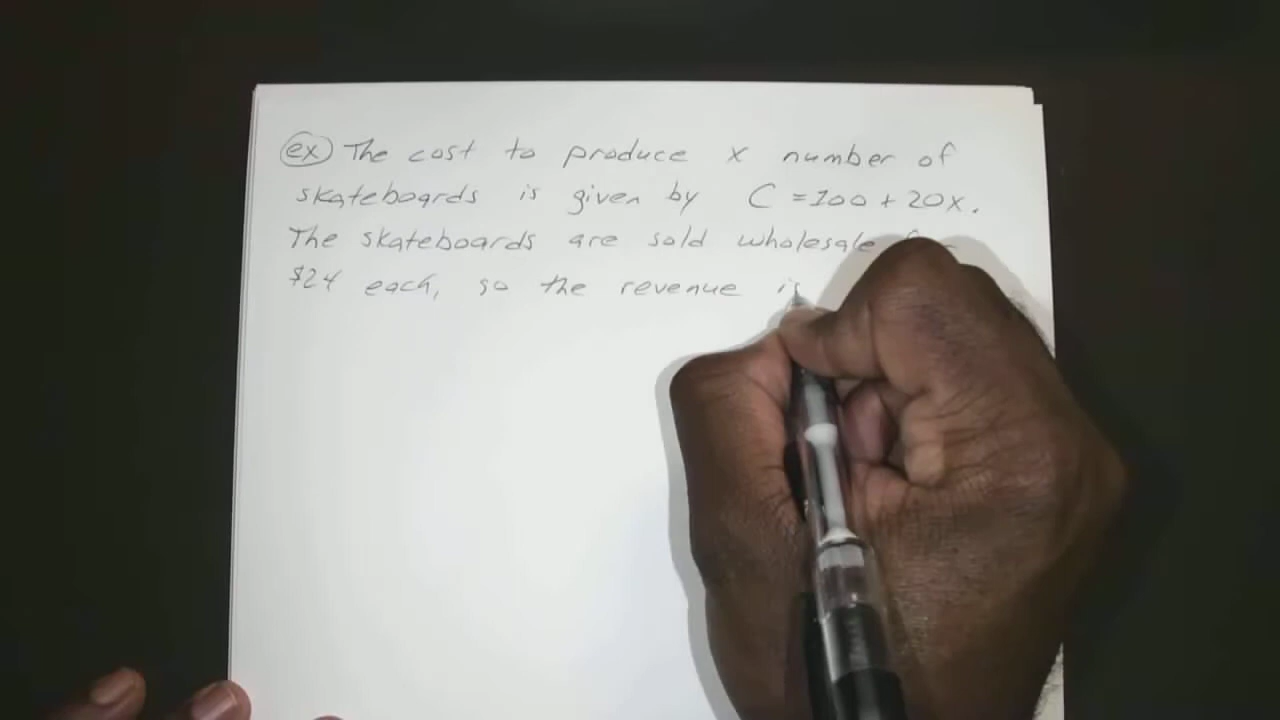 ex The cost to produce x number of
skateboards is given by C = 100 + 20x.
The skateboards are sold wholesale
$24 each, so the revenue is